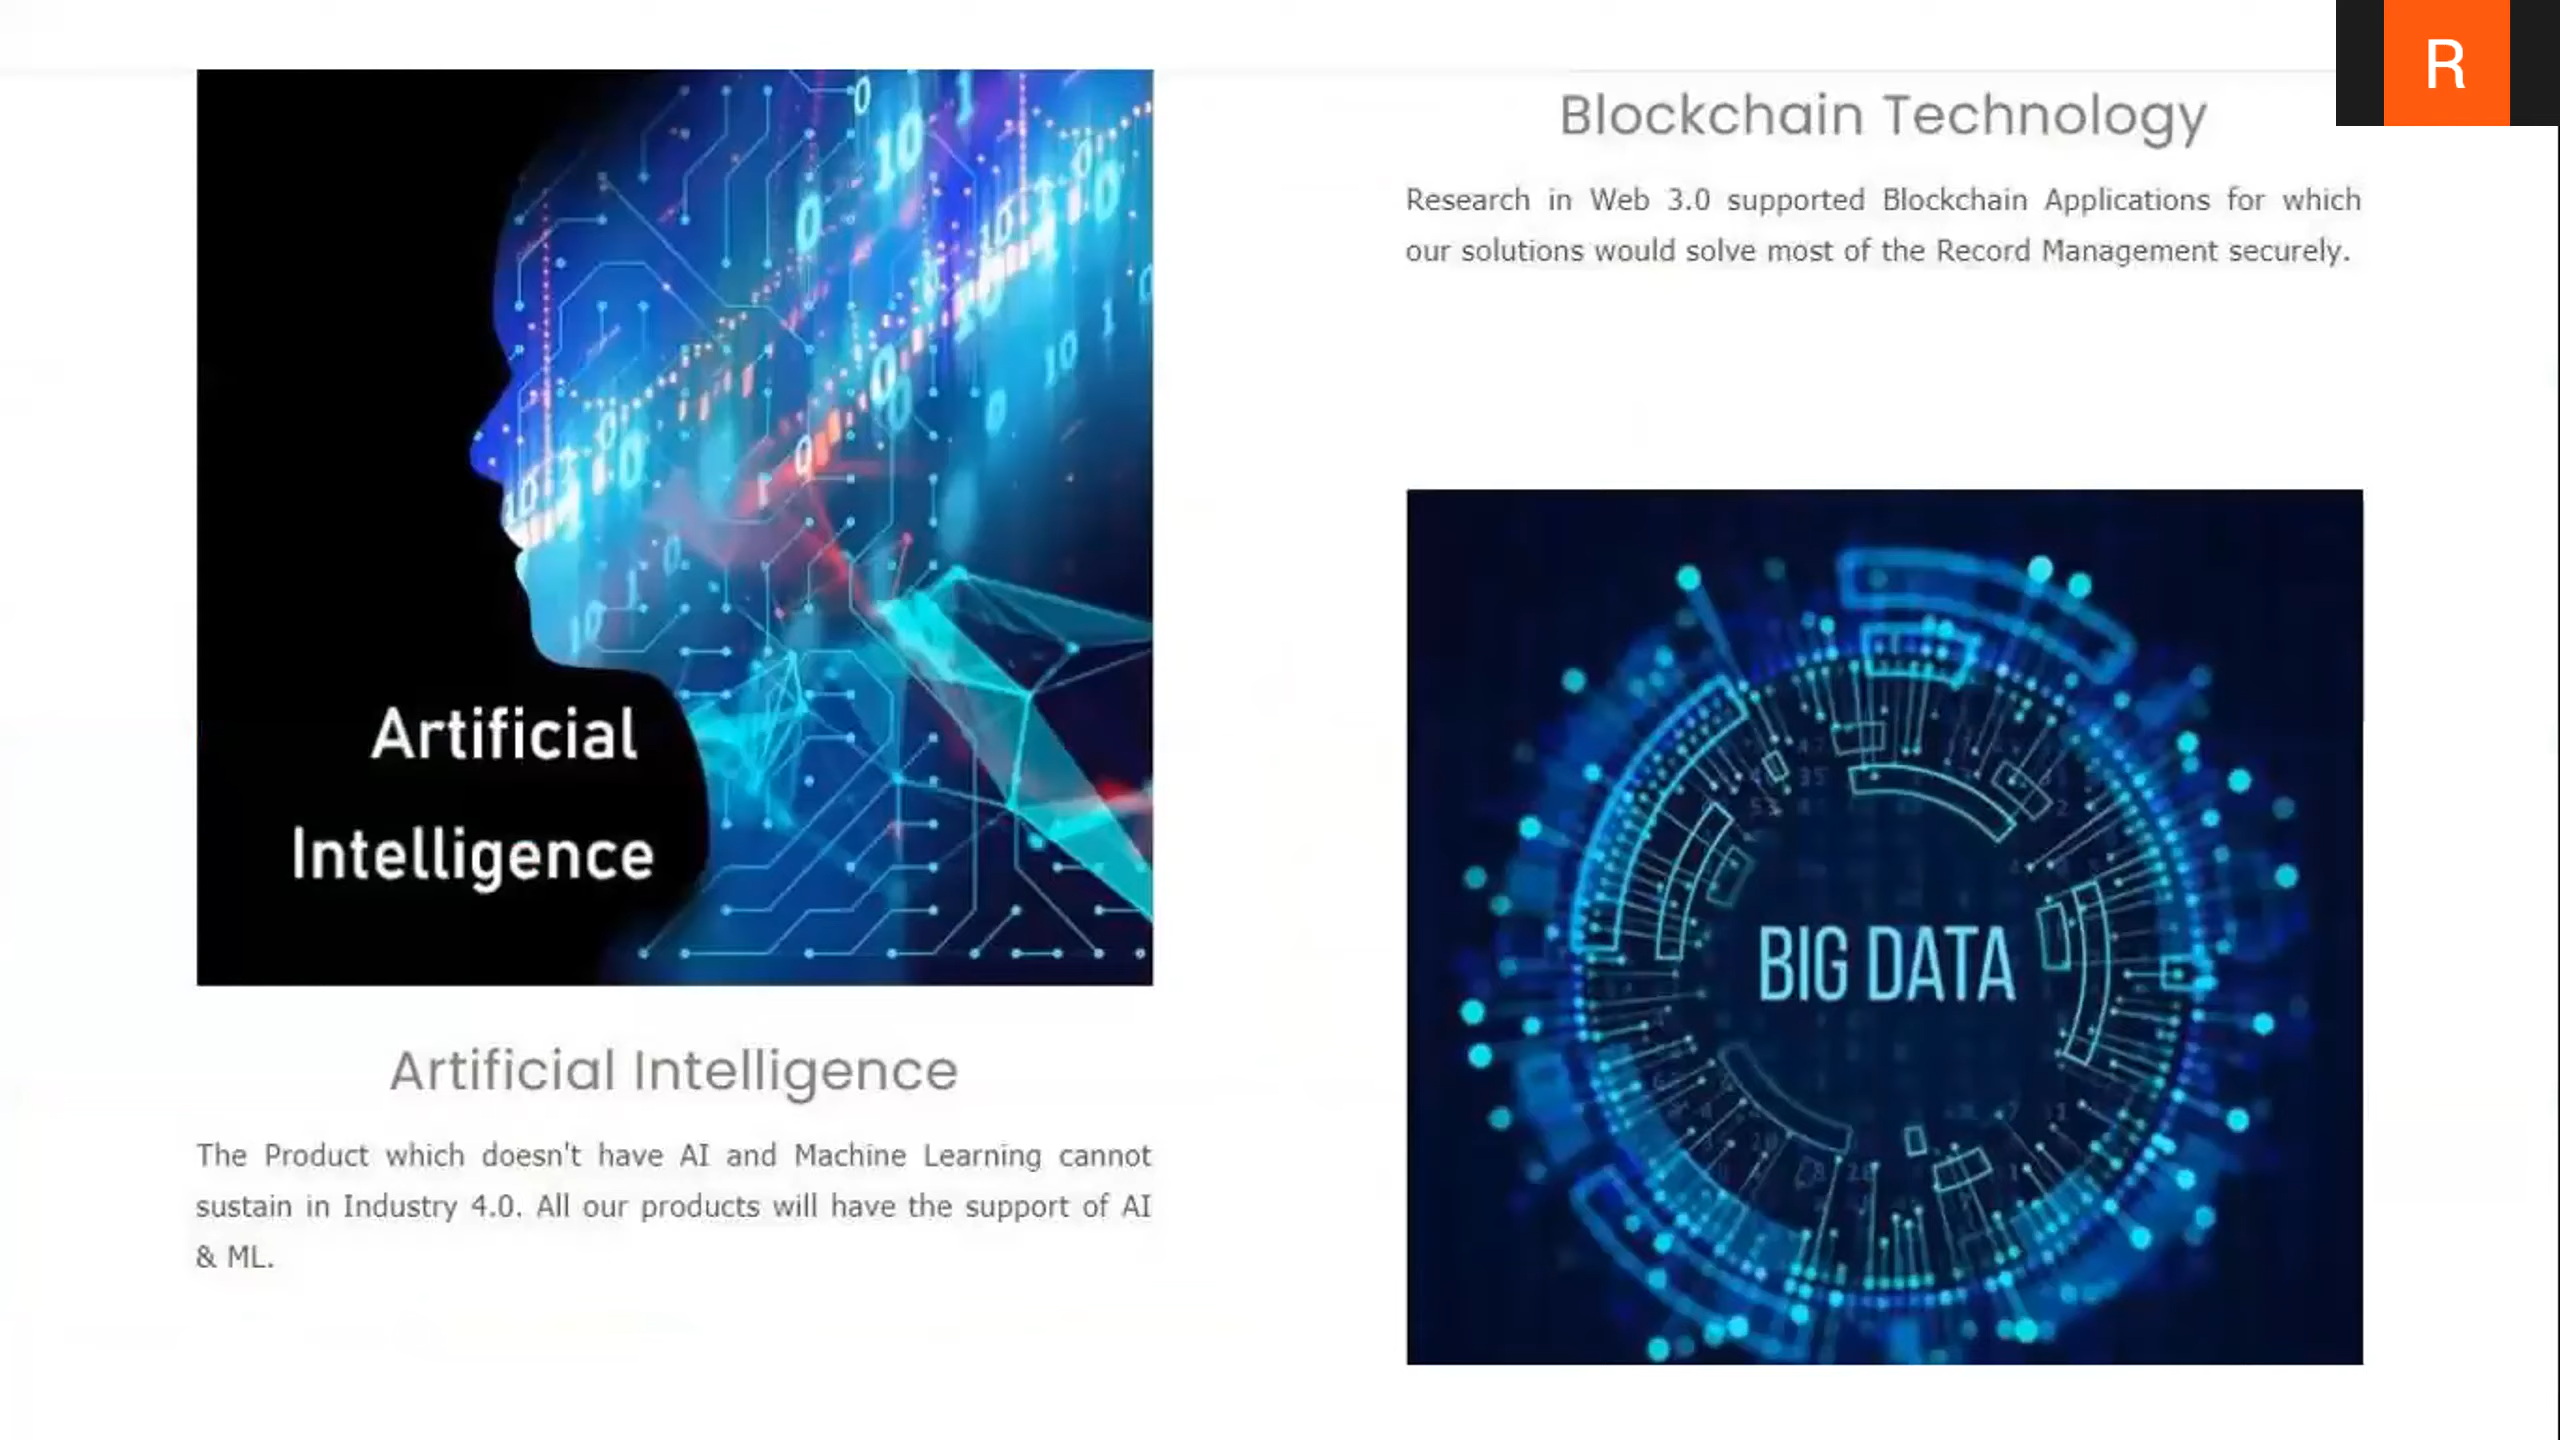 Artificial
Intelligence
Artificial Intelligence
The Product which doesn't have AI and Machine Learning cannot
sustain in Industry 4.0. All our products will have the support of AI
& ML.
R
Blockchain Technology
Research in Web 3.0 supported Blockchain Applications for which
our solutions would solve most of the Record Management securely.
BIG DATA